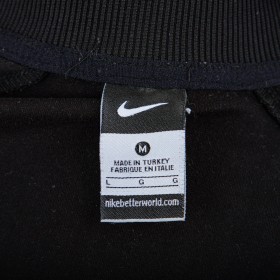 M
MADE IN TURKEY
FABRIQUE EN ITALIE
L G G
nikebetterworld.com